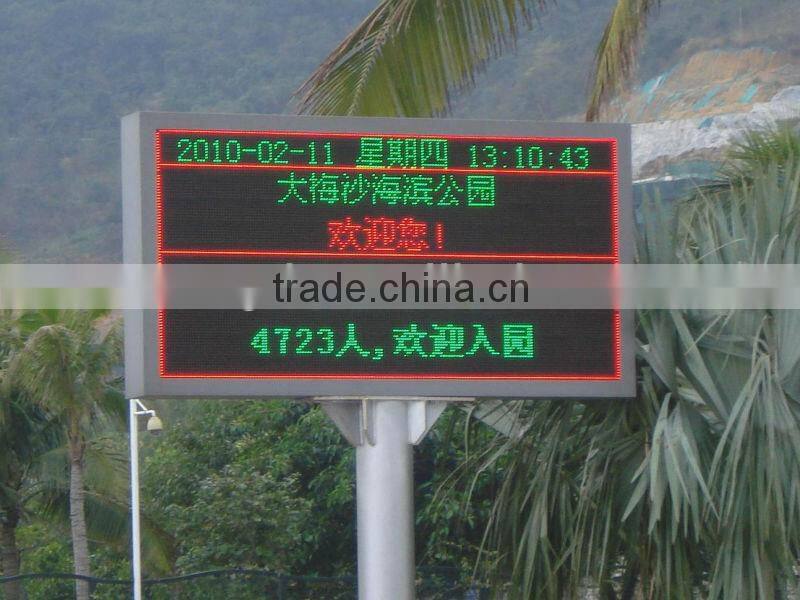 2010-02-11 星期四 13:10:43
大梅沙海滨公园
欢迎您!
trade.china.cn
4723人,欢迎入园